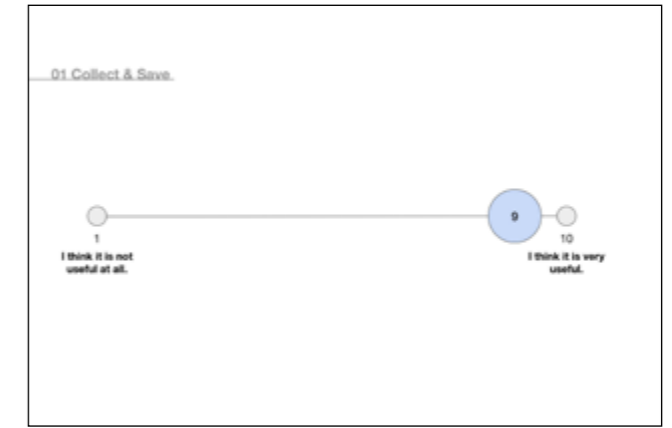 01 Collect & Save
9
1
10
I think it is not
useful at all.
I think it is very
useful.